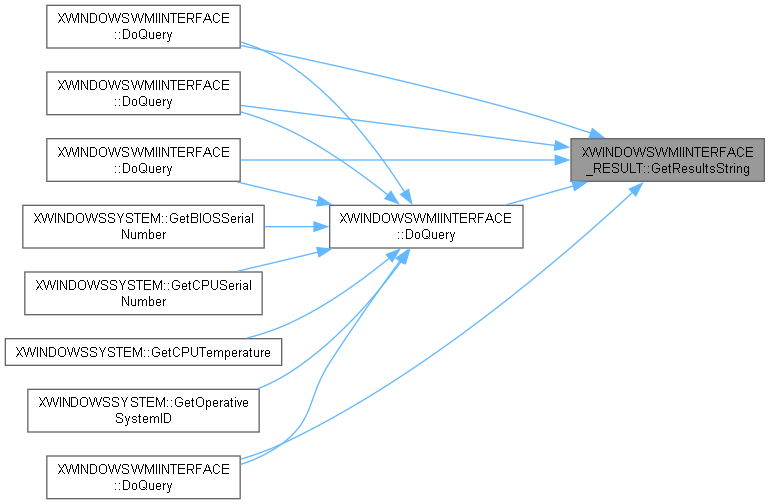 XWINDOWSWMIINTERFACE
::DoQuery
XWINDOWSWMIINTERFACE
::DoQuery
XWINDOWSWMIINTERFACE
::DoQuery
XWINDOWSSYSTEM::GetBIOSSerial
Number
XWINDOWSSYSTEM::GetCPUSerial
Number
XWINDOWSSYSTEM::GetCPUTemperature
XWINDOWSSYSTEM::GetOperative
SystemID
XWINDOWSWMIINTERFACE
::DoQuery
XWINDOWSWMIINTERFACE
::DoQuery
XWINDOWSWMIINTERFACE
_RESULT::GetResultsString